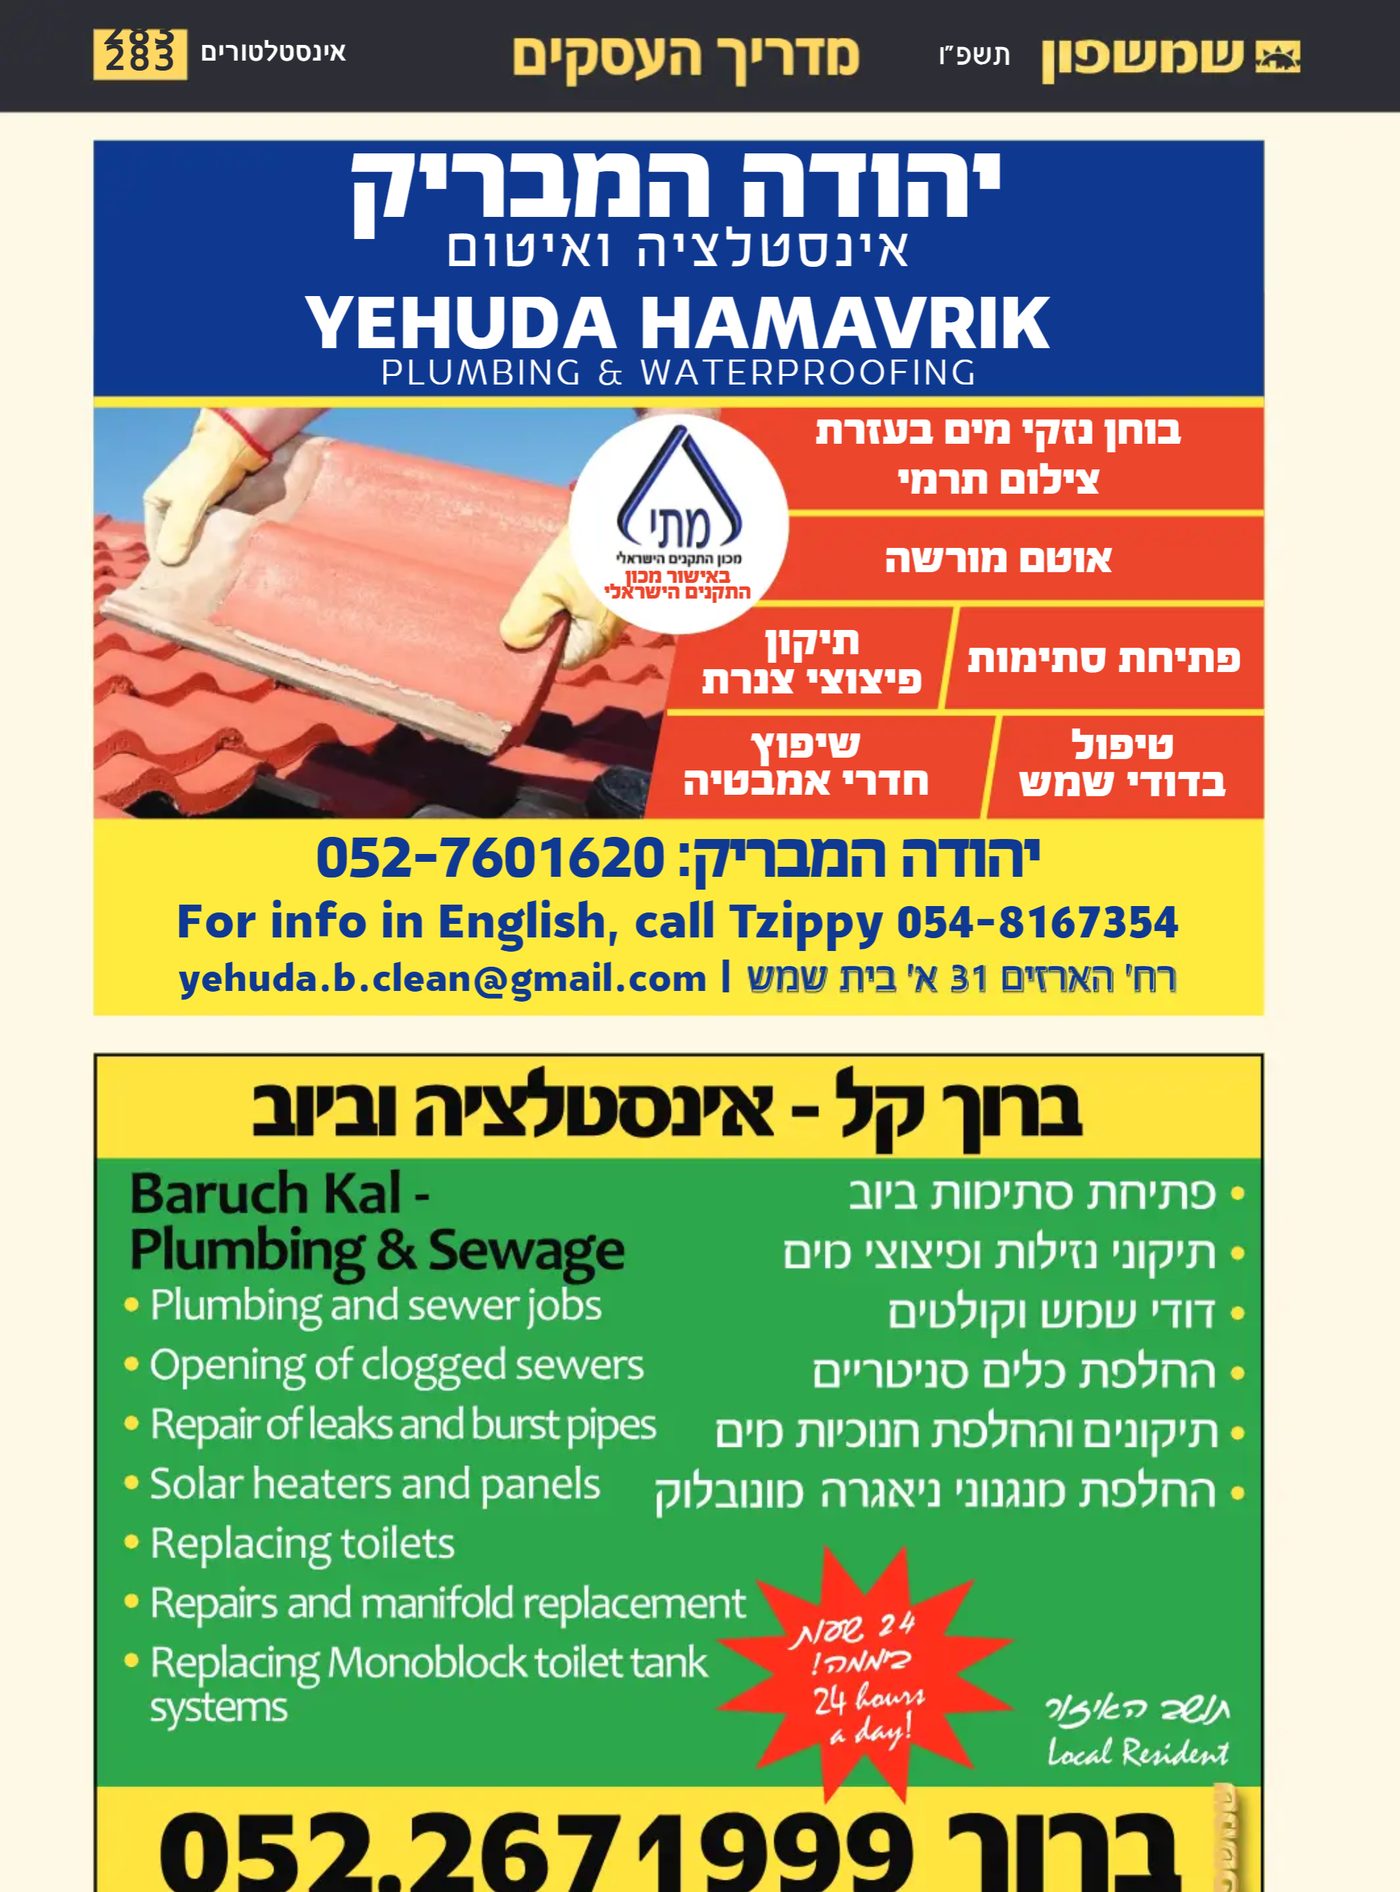 שמשפון
תשפ"ו
מדריך העסקים
אינסטלטורים
283
283
יהודה המבריק
אינסטלציה ואיטום
YEHUDA HAMAVRIK
PLUMBING & WATERPROOFING
בוחן נזקי מים בעזרת
צילום תרמי
מתי
מכון התקנים הישראלי
באישור מכון
התקנים הישראלי
אוטם מורשה
פתיחת סתימות
תיקון
פיצוצי צנרת
טיפול
בדודי שמש
שיפוץ
חדרי אמבטיה
יהודה המבריק: 052-7601620
For info in English, call Tzippy 054-8167354
רח' הארזים 31 א' בית שמש | yehuda.b.clean@gmail.com
ברוך קל - אינסטלציה וביוב
Baruch Kal -
Plumbing & Sewage
• Plumbing and sewer jobs
• Opening of clogged sewers
• Repair of leaks and burst pipes
• Solar heaters and panels
• Replacing toilets
• Repairs and manifold replacement
• Replacing Monoblock toilet tank
systems
• פתיחת סתימות ביוב
• תיקוני נזילות ופיצוצי מים
• דודי שמש וקולטים
• החלפת כלים סניטריים
• תיקונים והחלפת חנוכיות מים
• החלפת מנגנוני ניאגרה מונובלוק
24 שעות
ביממה!
24 hours
a day!
תושב האיזור
Local Resident
ברוך 052.2671999